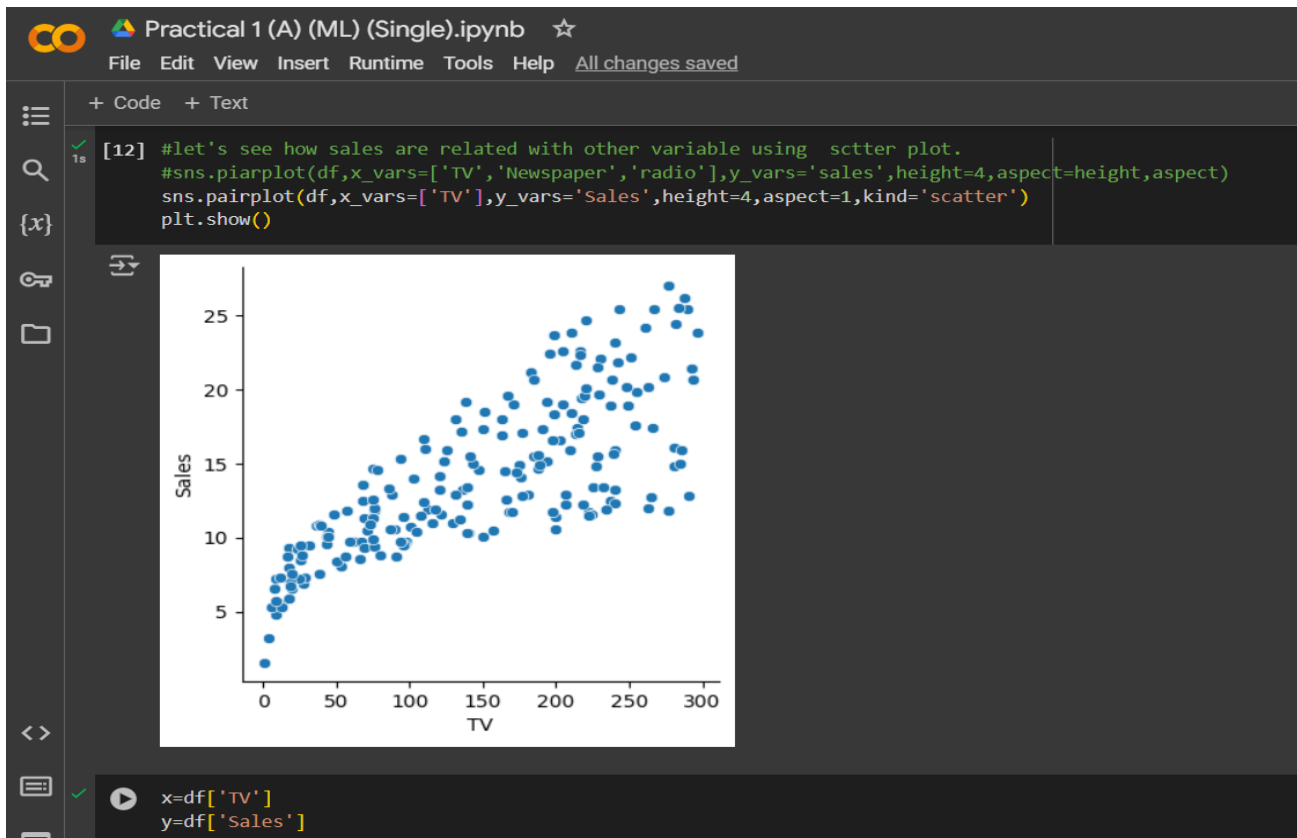 Practical 1 (A) (ML) (Single).ipynb
File Edit View Insert Runtime Tools Help All changes saved
+ Code + Text
1s
[12] #let's see how sales are related with other variable using  sctter plot.
#sns.piarplot(df,x_vars=['TV','Newspaper','radio'],y_vars='sales',height=4,aspect=height,aspect)
sns.pairplot(df,x_vars=['TV'],y_vars='Sales',height=4,aspect=1,kind='scatter')
plt.show()
{x}
25
20
15
10
5
Sales
0 50 100 150 200 250 300
TV
x=df['TV']
y=df['Sales']